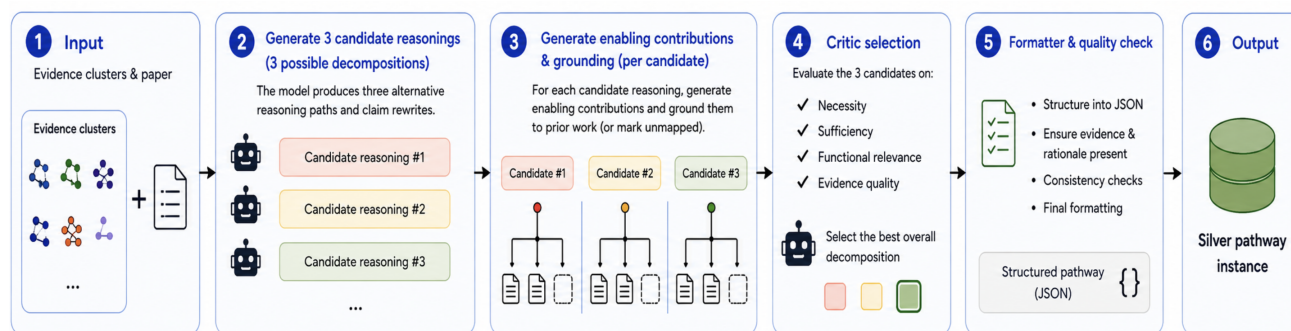 1 Input
Evidence clusters & paper
Evidence clusters
+
...
2 Generate 3 candidate reasonings
(3 possible decompositions)
The model produces three alternative
reasoning paths and claim rewrites.
Candidate reasoning #1
Candidate reasoning #2
Candidate reasoning #3
...
3 Generate enabling contributions
& grounding (per candidate)
For each candidate reasoning, generate
enabling contributions and ground them
to prior work (or mark unmapped).
Candidate #1 Candidate #2 Candidate #3
4 Critic selection
Evaluate the 3 candidates on:
✓ Necessity
✓ Sufficiency
✓ Functional relevance
✓ Evidence quality
Select the best overall
decomposition
5 Formatter & quality check
• Structure into JSON
• Ensure evidence &
rationale present
• Consistency checks
• Final formatting
Structured pathway
(JSON)
{}
6 Output
Silver pathway
instance